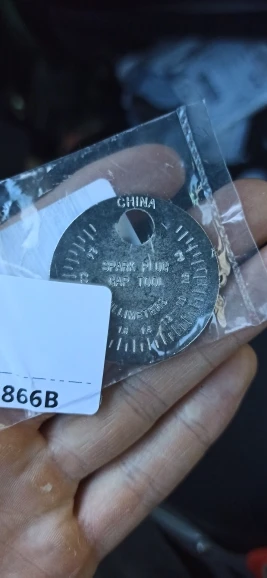 CHINA
SPARK PLUG
GAP TOOL
MILLIMETERS
866B